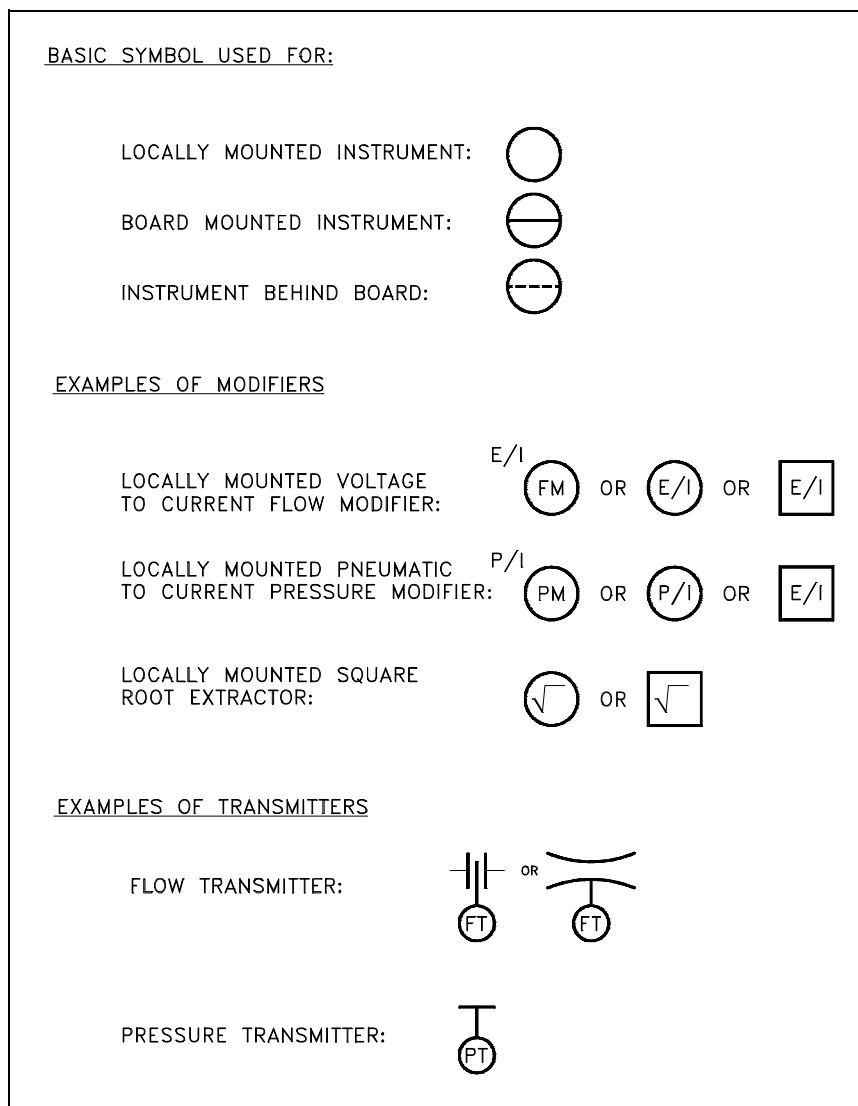 BASIC SYMBOL USED FOR:
LOCALLY MOUNTED INSTRUMENT:
BOARD MOUNTED INSTRUMENT:
INSTRUMENT BEHIND BOARD:
EXAMPLES OF MODIFIERS
E/I
LOCALLY MOUNTED VOLTAGE
TO CURRENT FLOW MODIFIER:
FM OR E/I OR E/I
P/I
LOCALLY MOUNTED PNEUMATIC
TO CURRENT PRESSURE MODIFIER:
PM OR P/I OR E/I
LOCALLY MOUNTED SQUARE
ROOT EXTRACTOR:
√ OR √
EXAMPLES OF TRANSMITTERS
FLOW TRANSMITTER:
OR
FT FT
PRESSURE TRANSMITTER:
PT